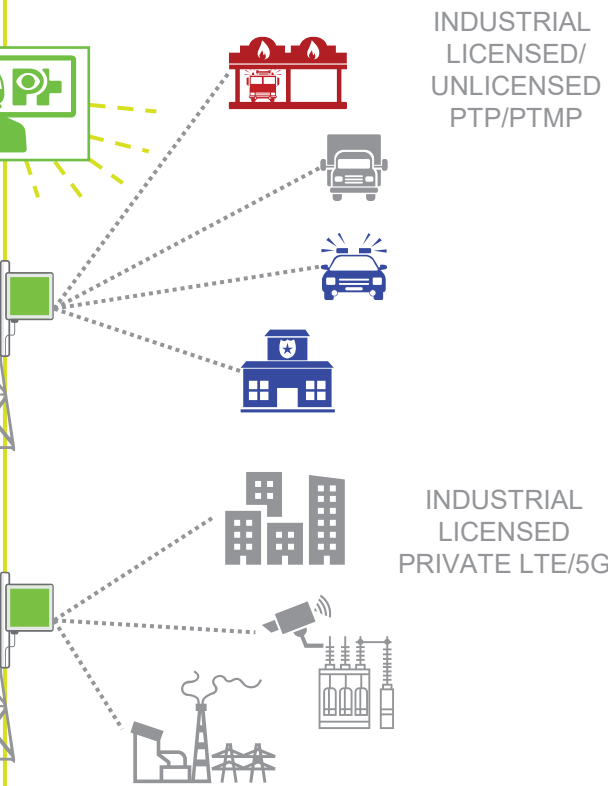 INDUSTRIAL
LICENSED/
UNLICENSED
PTP/PTMP
INDUSTRIAL
LICENSED
PRIVATE LTE/5G